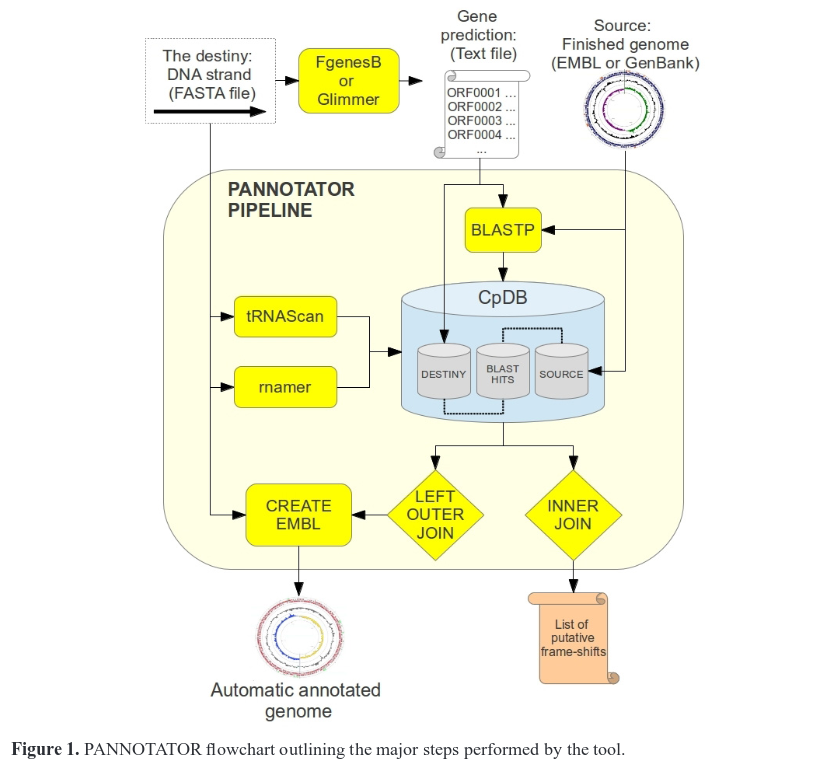 The destiny:
DNA strand
(FASTA file)
FgenesB
or
Glimmer
Gene
prediction:
(Text file)
ORF0001 ...
ORF0002 ...
ORF0003 ...
ORF0004 ...
...
Source:
Finished genome
(EMBL or GenBank)
PANNOTATOR
PIPELINE
BLASTP
CpDB
tRNAScan
rnamer
DESTINY
BLAST
HITS
SOURCE
CREATE
EMBL
LEFT
OUTER
JOIN
INNER
JOIN
Automatic annotated
genome
List of
putative
frame-shifts
Figure 1. PANNOTATOR flowchart outlining the major steps performed by the tool.